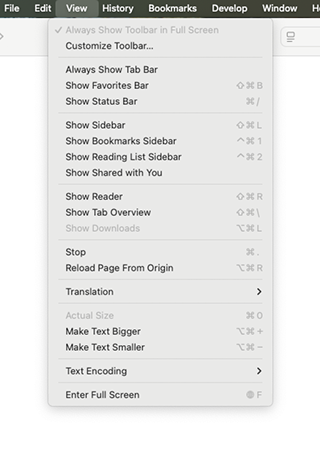 File Edit View History Bookmarks Develop Window
✓ Always Show Toolbar in Full Screen
Customize Toolbar...
Always Show Tab Bar
Show Favorites Bar ⇧⌘B
Show Status Bar ⌘/
Show Sidebar ⇧⌘L
Show Bookmarks Sidebar ^⌘1
Show Reading List Sidebar ^⌘2
Show Shared with You
Show Reader ⇧⌘R
Show Tab Overview ⇧⌘\
Show Downloads ⌥⌘L
Stop ⌘.
Reload Page From Origin ⌥⌘R
Translation >
Actual Size ⌘0
Make Text Bigger ⌥⌘+
Make Text Smaller ⌥⌘−
Text Encoding >
Enter Full Screen 🌐︎F